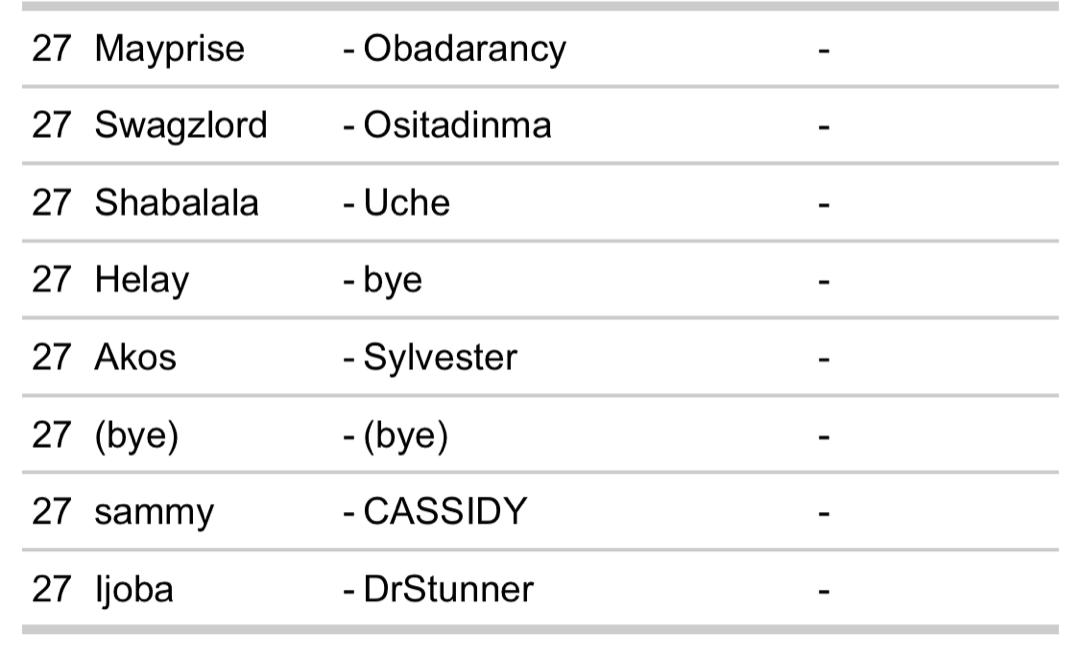 27 Mayprise - Obadarancy -
27 Swagzlord - Ositadinma -
27 Shabalala - Uche -
27 Helay - bye -
27 Akos - Sylvester -
27 (bye) - (bye) -
27 sammy - CASSIDY -
27 Ijoba - DrStunner -